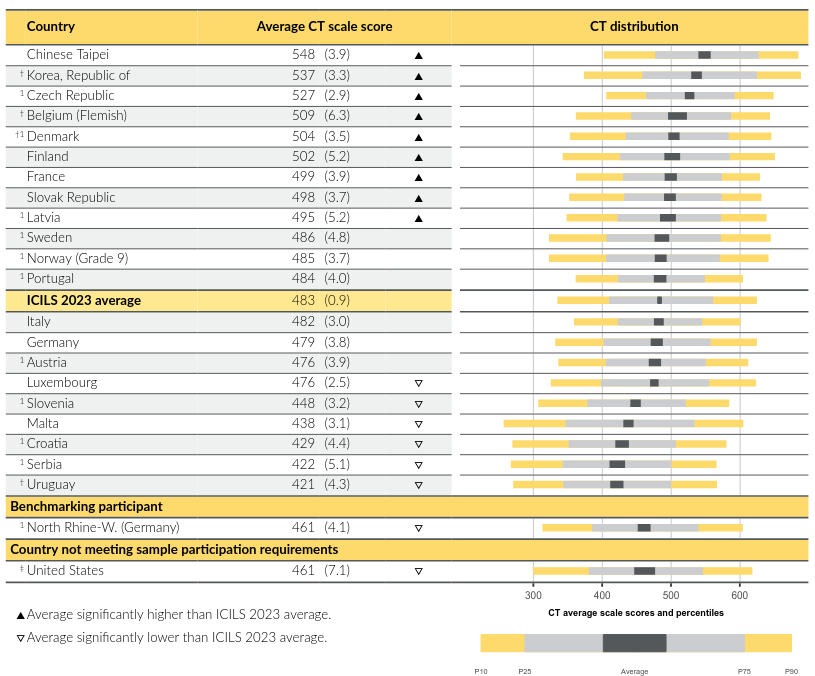 Country Average CT scale score CT distribution
Chinese Taipei 548 (3.9) ▲
† Korea, Republic of 537 (3.3) ▲
1 Czech Republic 527 (2.9) ▲
† Belgium (Flemish) 509 (6.3) ▲
†1 Denmark 504 (3.5) ▲
Finland 502 (5.2) ▲
France 499 (3.9) ▲
Slovak Republic 498 (3.7) ▲
1 Latvia 495 (5.2) ▲
1 Sweden 486 (4.8)
1 Norway (Grade 9) 485 (3.7)
1 Portugal 484 (4.0)
ICILS 2023 average 483 (0.9)
Italy 482 (3.0)
Germany 479 (3.8)
1 Austria 476 (3.9)
Luxembourg 476 (2.5) ▽
1 Slovenia 448 (3.2) ▽
Malta 438 (3.1) ▽
1 Croatia 429 (4.4) ▽
1 Serbia 422 (5.1) ▽
† Uruguay 421 (4.3) ▽
Benchmarking participant
1 North Rhine-W. (Germany) 461 (4.1) ▽
Country not meeting sample participation requirements
‡ United States 461 (7.1) ▽
300 400 500 600
CT average scale scores and percentiles
▲Average significantly higher than ICILS 2023 average.
▽Average significantly lower than ICILS 2023 average.
P10 P25 Average P75 P90